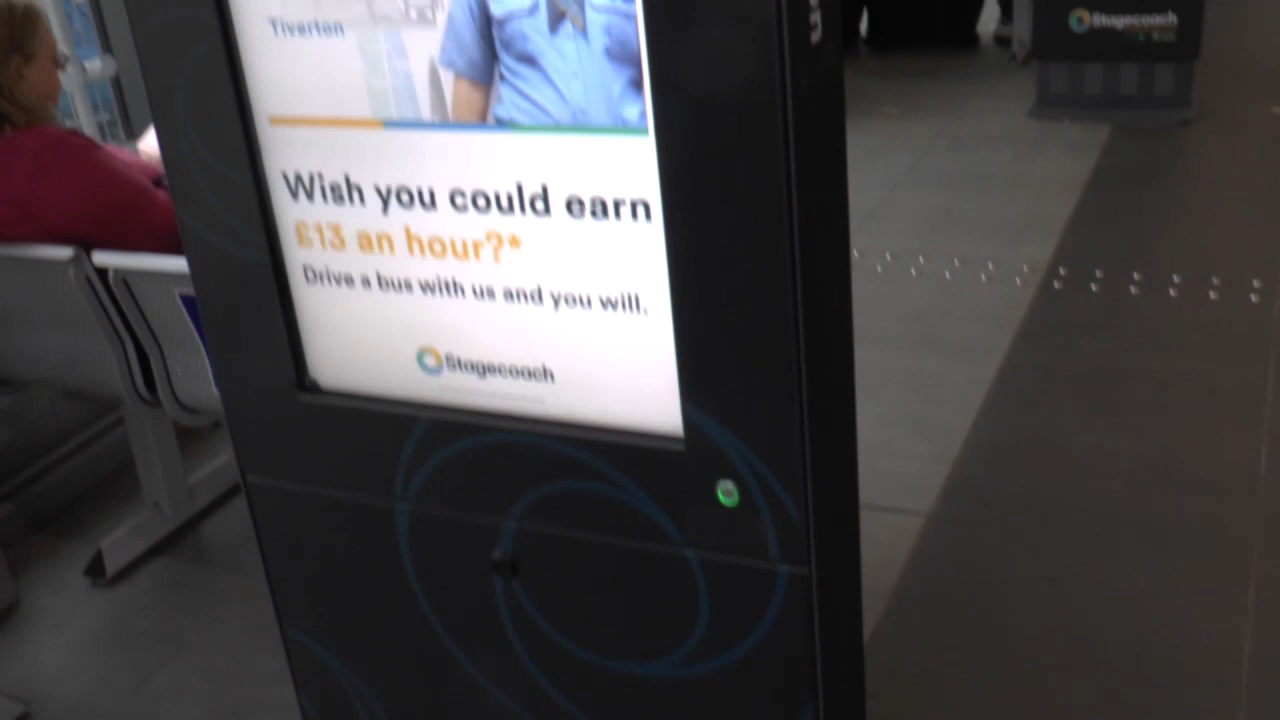 Tiverton
Wish you could earn
£13 an hour?*
Drive a bus with us and you will.
Stagecoach
Stagecoach